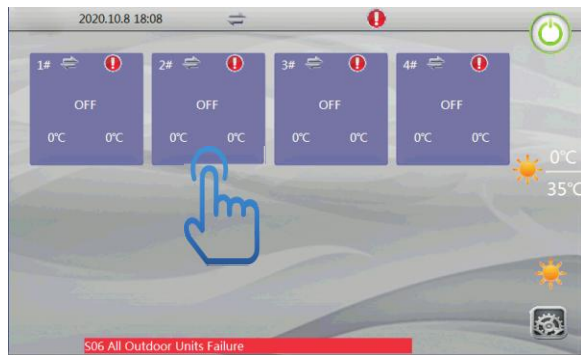 2020.10.8 18:08
1# 2# 3# 4#
OFF OFF OFF OFF
0℃ 0℃ 0℃ 0℃ 0℃ 0℃ 0℃ 0℃
0℃
35℃
S06 All Outdoor Units Failure